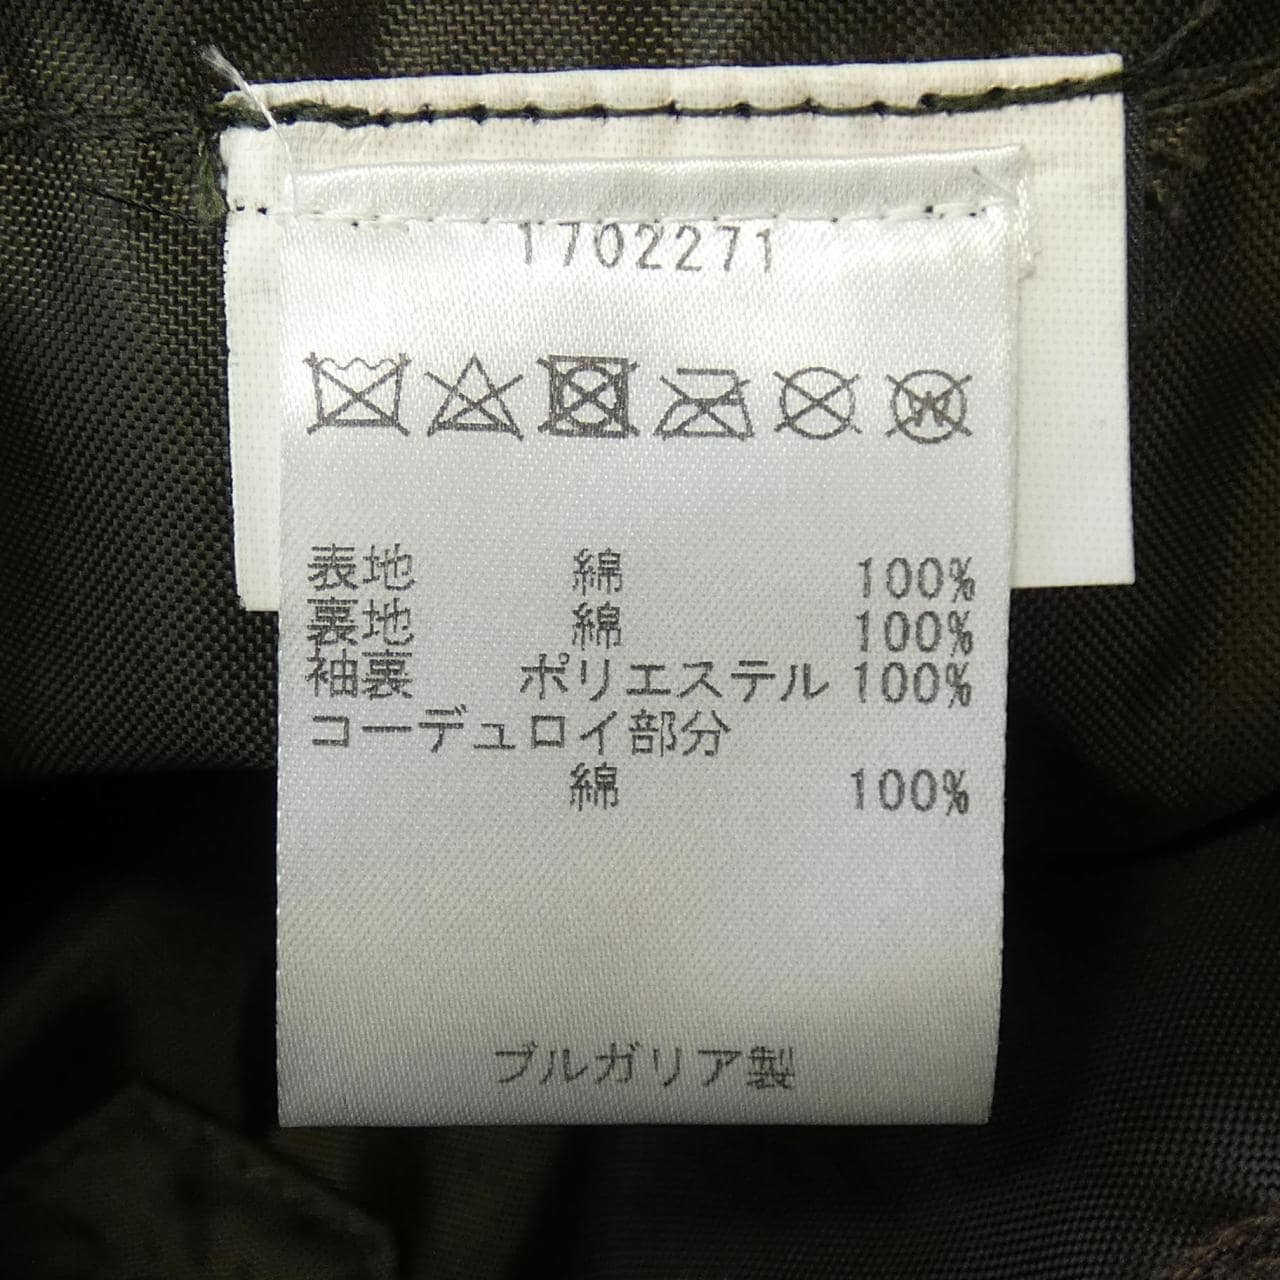 1702271
表地 綿 100%
裏地 綿 100%
袖裏 ポリエステル 100%
コーデュロイ部分
綿 100%
ブルガリア製